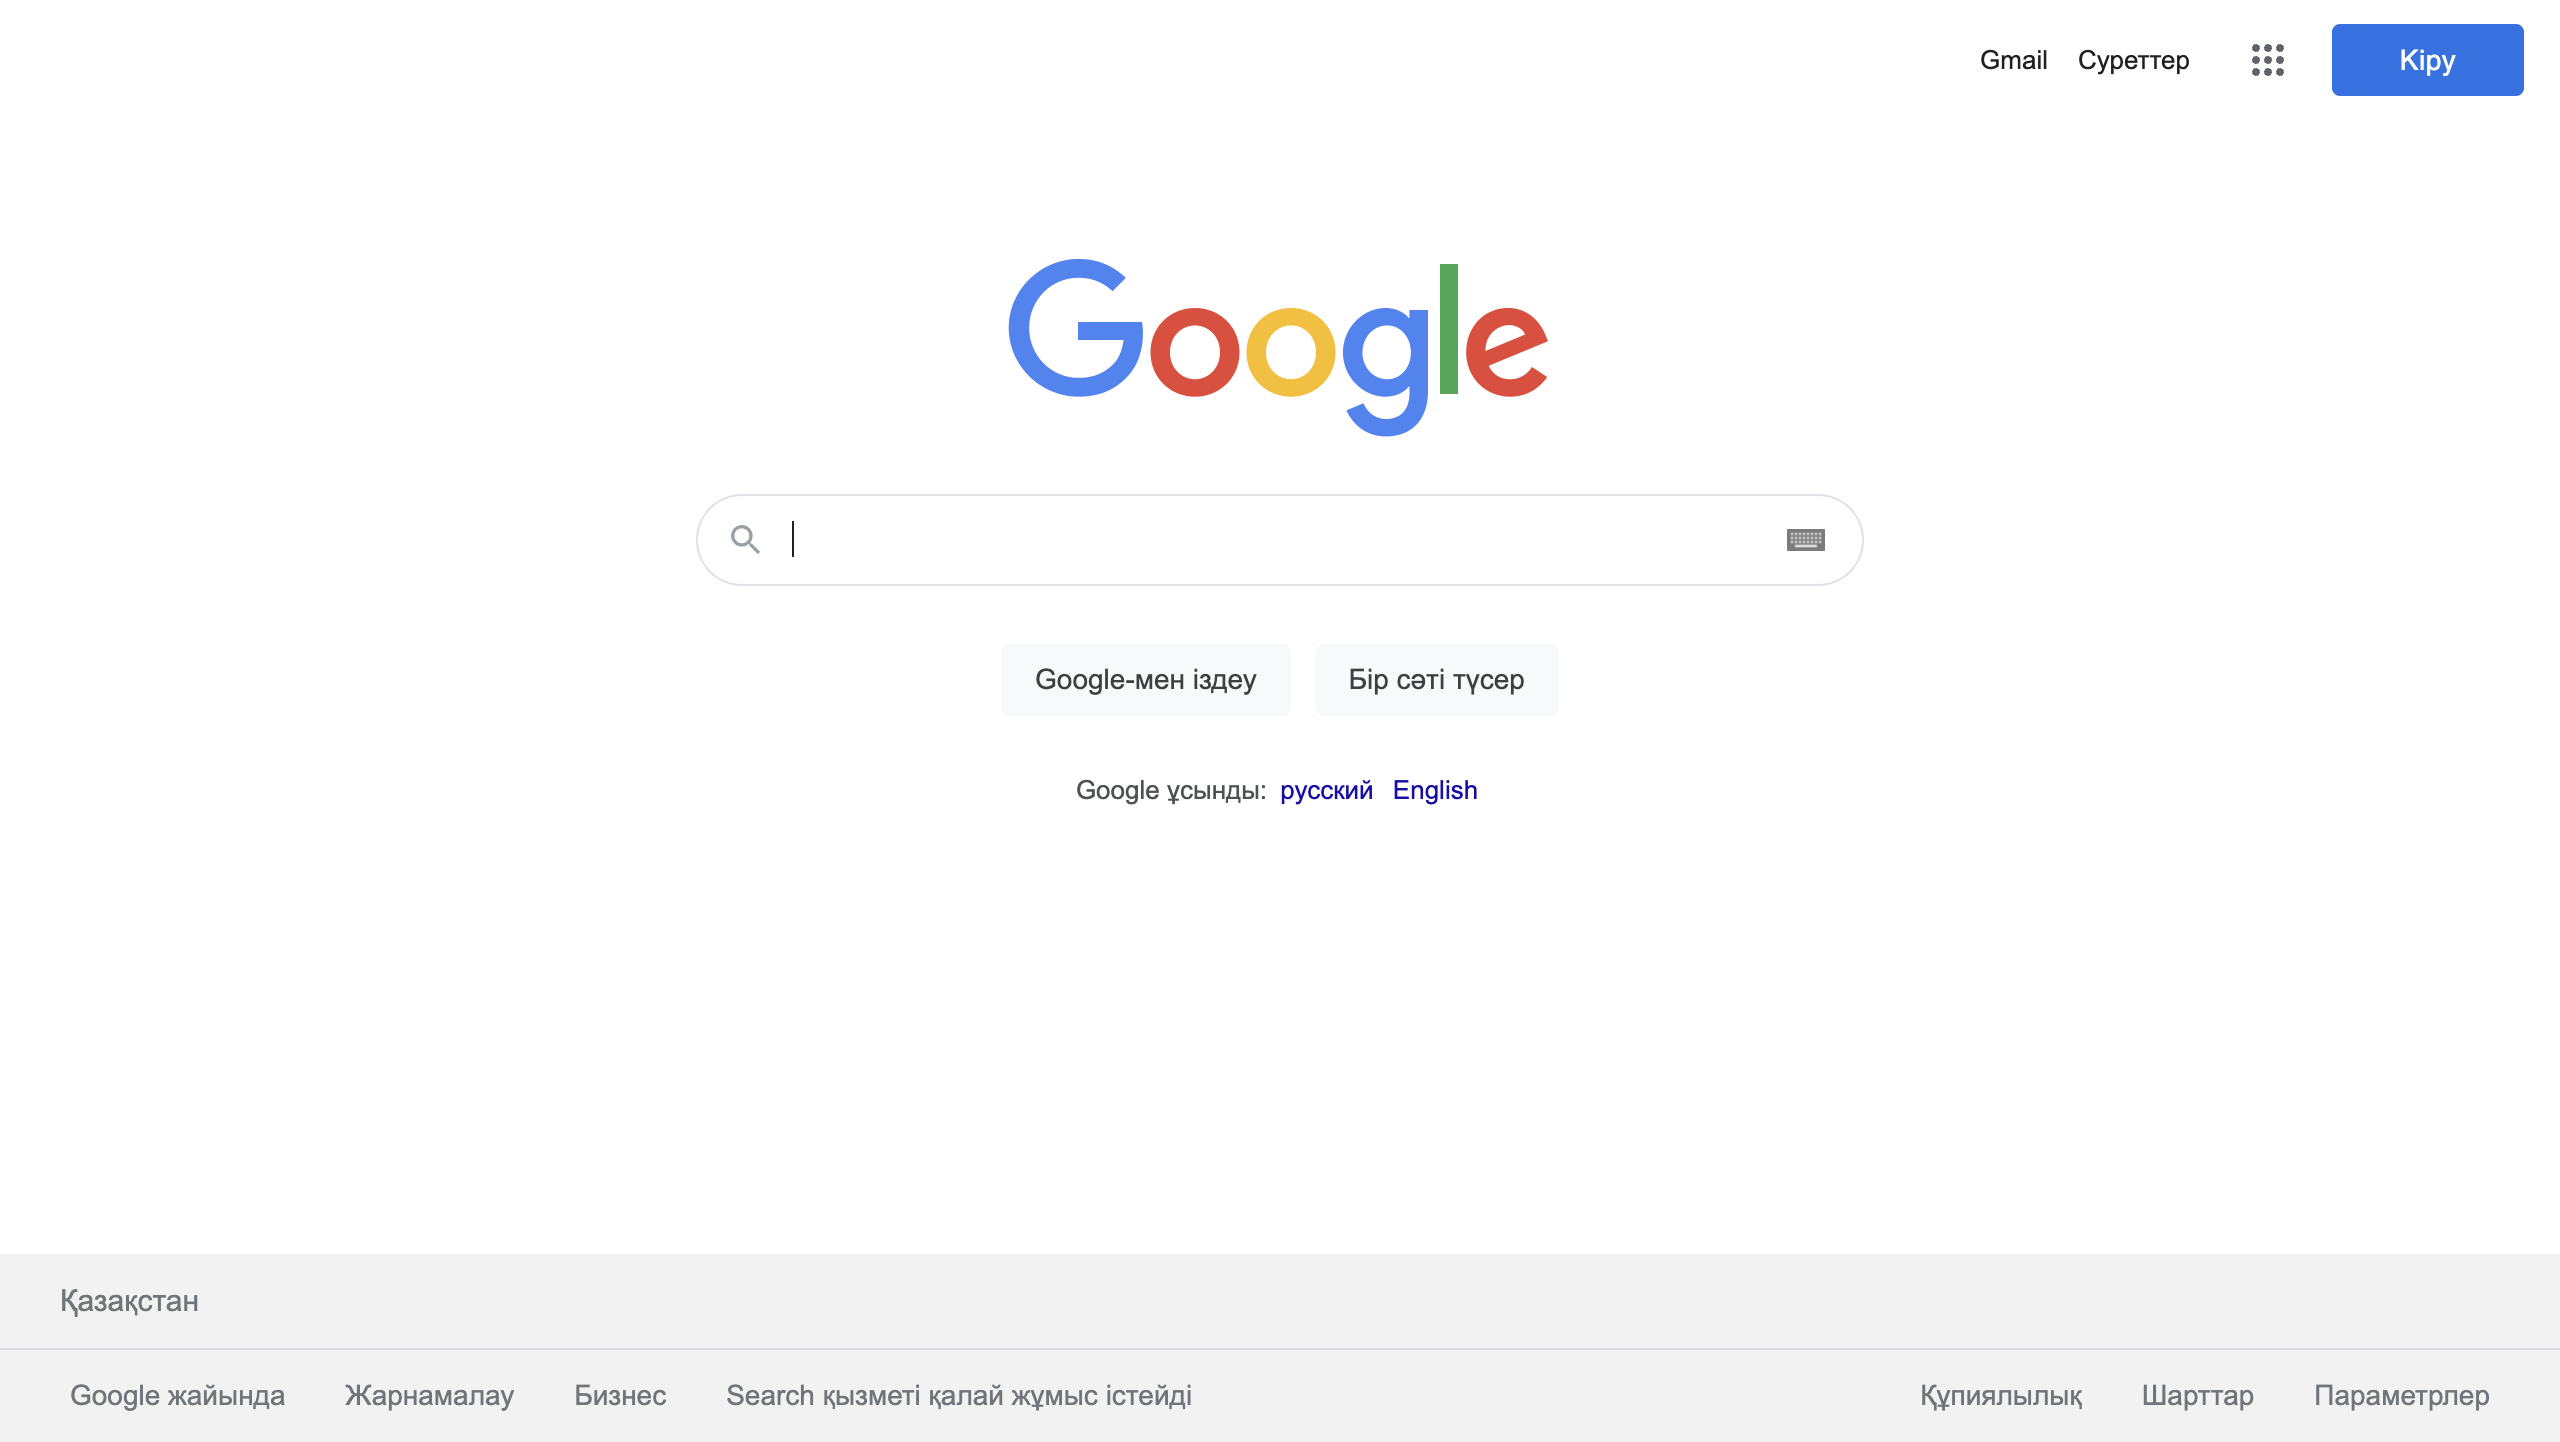 Gmail Суреттер Кіру
Google
Google-мен іздеу Бір сәті түсер
Google ұсынды: русский English
Қазақстан
Google жайында Жарнамалау Бизнес Search қызметі қалай жұмыс істейді Құпиялылық Шарттар Параметрлер